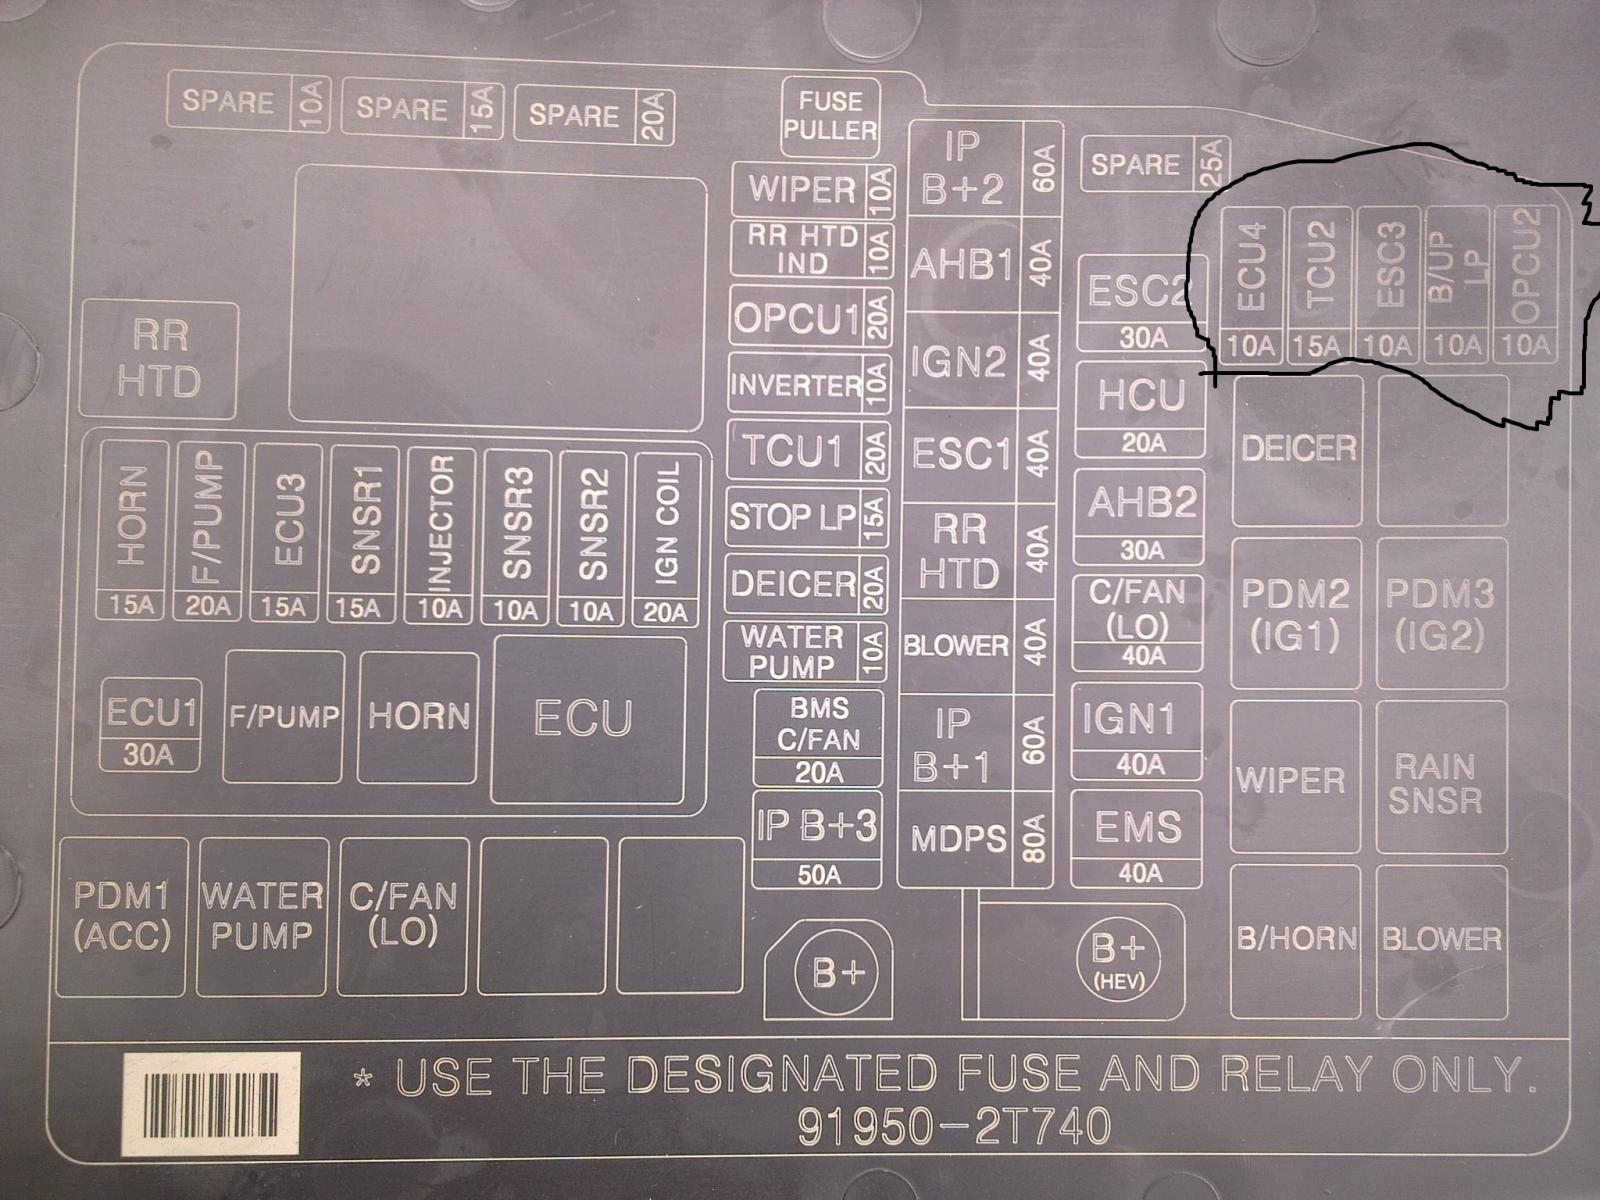 SPARE 10A
SPARE 15A
SPARE 20A
FUSE
PULLER
WIPER 10A
RR HTD
IND 10A
OPCU1 20A
INVERTER 10A
TCU1 20A
STOP LP 15A
DEICER 20A
WATER
PUMP 10A
BMS
C/FAN
20A
IP B+3
50A
B+
IP
B+2 60A
AHB1 40A
IGN2 40A
ESC1 40A
RR
HTD 40A
BLOWER 40A
IP
B+1 60A
MDPS 80A
SPARE 25A
ESC2
30A
HCU
20A
AHB2
30A
C/FAN
(LO)
40A
IGN1
40A
EMS
40A
B+
(HEV)
ECU4
10A
TCU2
15A
ESC3
10A
B/UP
LP
10A
OPCU2
10A
DEICER
PDM2
(IG1)
PDM3
(IG2)
WIPER
RAIN
SNSR
B/HORN
BLOWER
RR
HTD
HORN
15A
F/PUMP
20A
ECU3
15A
SNSR1
15A
INJECTOR
10A
SNSR3
10A
SNSR2
10A
IGN COIL
20A
ECU1
30A
F/PUMP
HORN
ECU
PDM1
(ACC)
WATER
PUMP
C/FAN
(LO)
* USE THE DESIGNATED FUSE AND RELAY ONLY.
91950-2T740